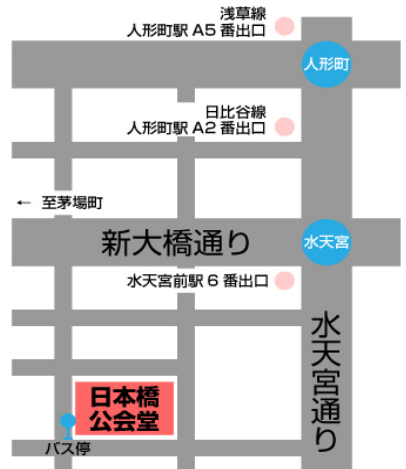 浅草線
人形町駅 A5 番出口
人形町
日比谷線
人形町駅 A2 番出口
← 至茅場町
新大橋通り
水天宮
水天宮前駅 6 番出口
水天宮通り
日本橋
公会堂
バス停